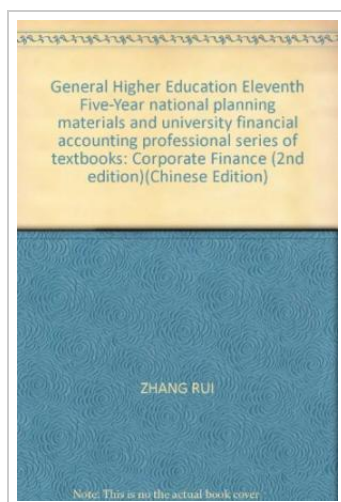 General Higher Education Eleventh
Five-Year national planning
materials and university financial
accounting professional series of
textbooks: Corporate Finance (2nd
edition)(Chinese Edition)
ZHANG RUI
Note: This is no the actual book cover